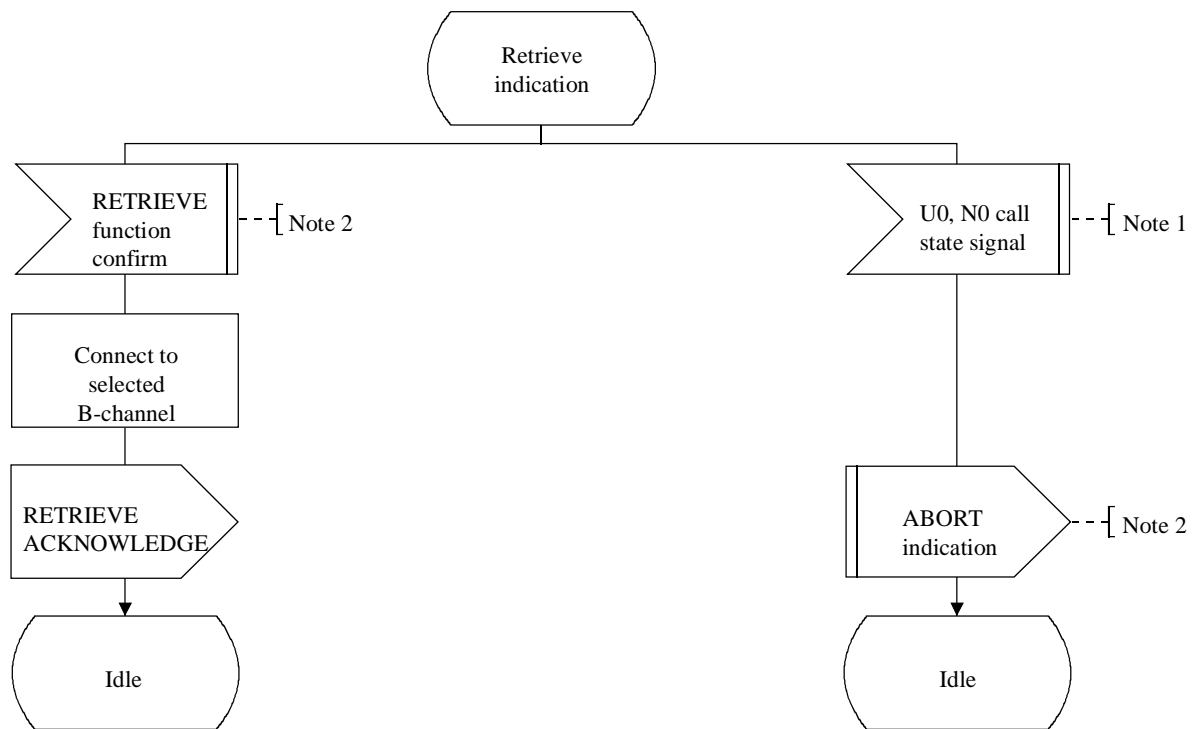 Retrieve
indication
RETRIEVE
function
confirm
Note 2
U0, N0 call
state signal
Note 1
Connect to
selected
B-channel
RETRIEVE
ACKNOWLEDGE
ABORT
indication
Note 2
Idle
Idle